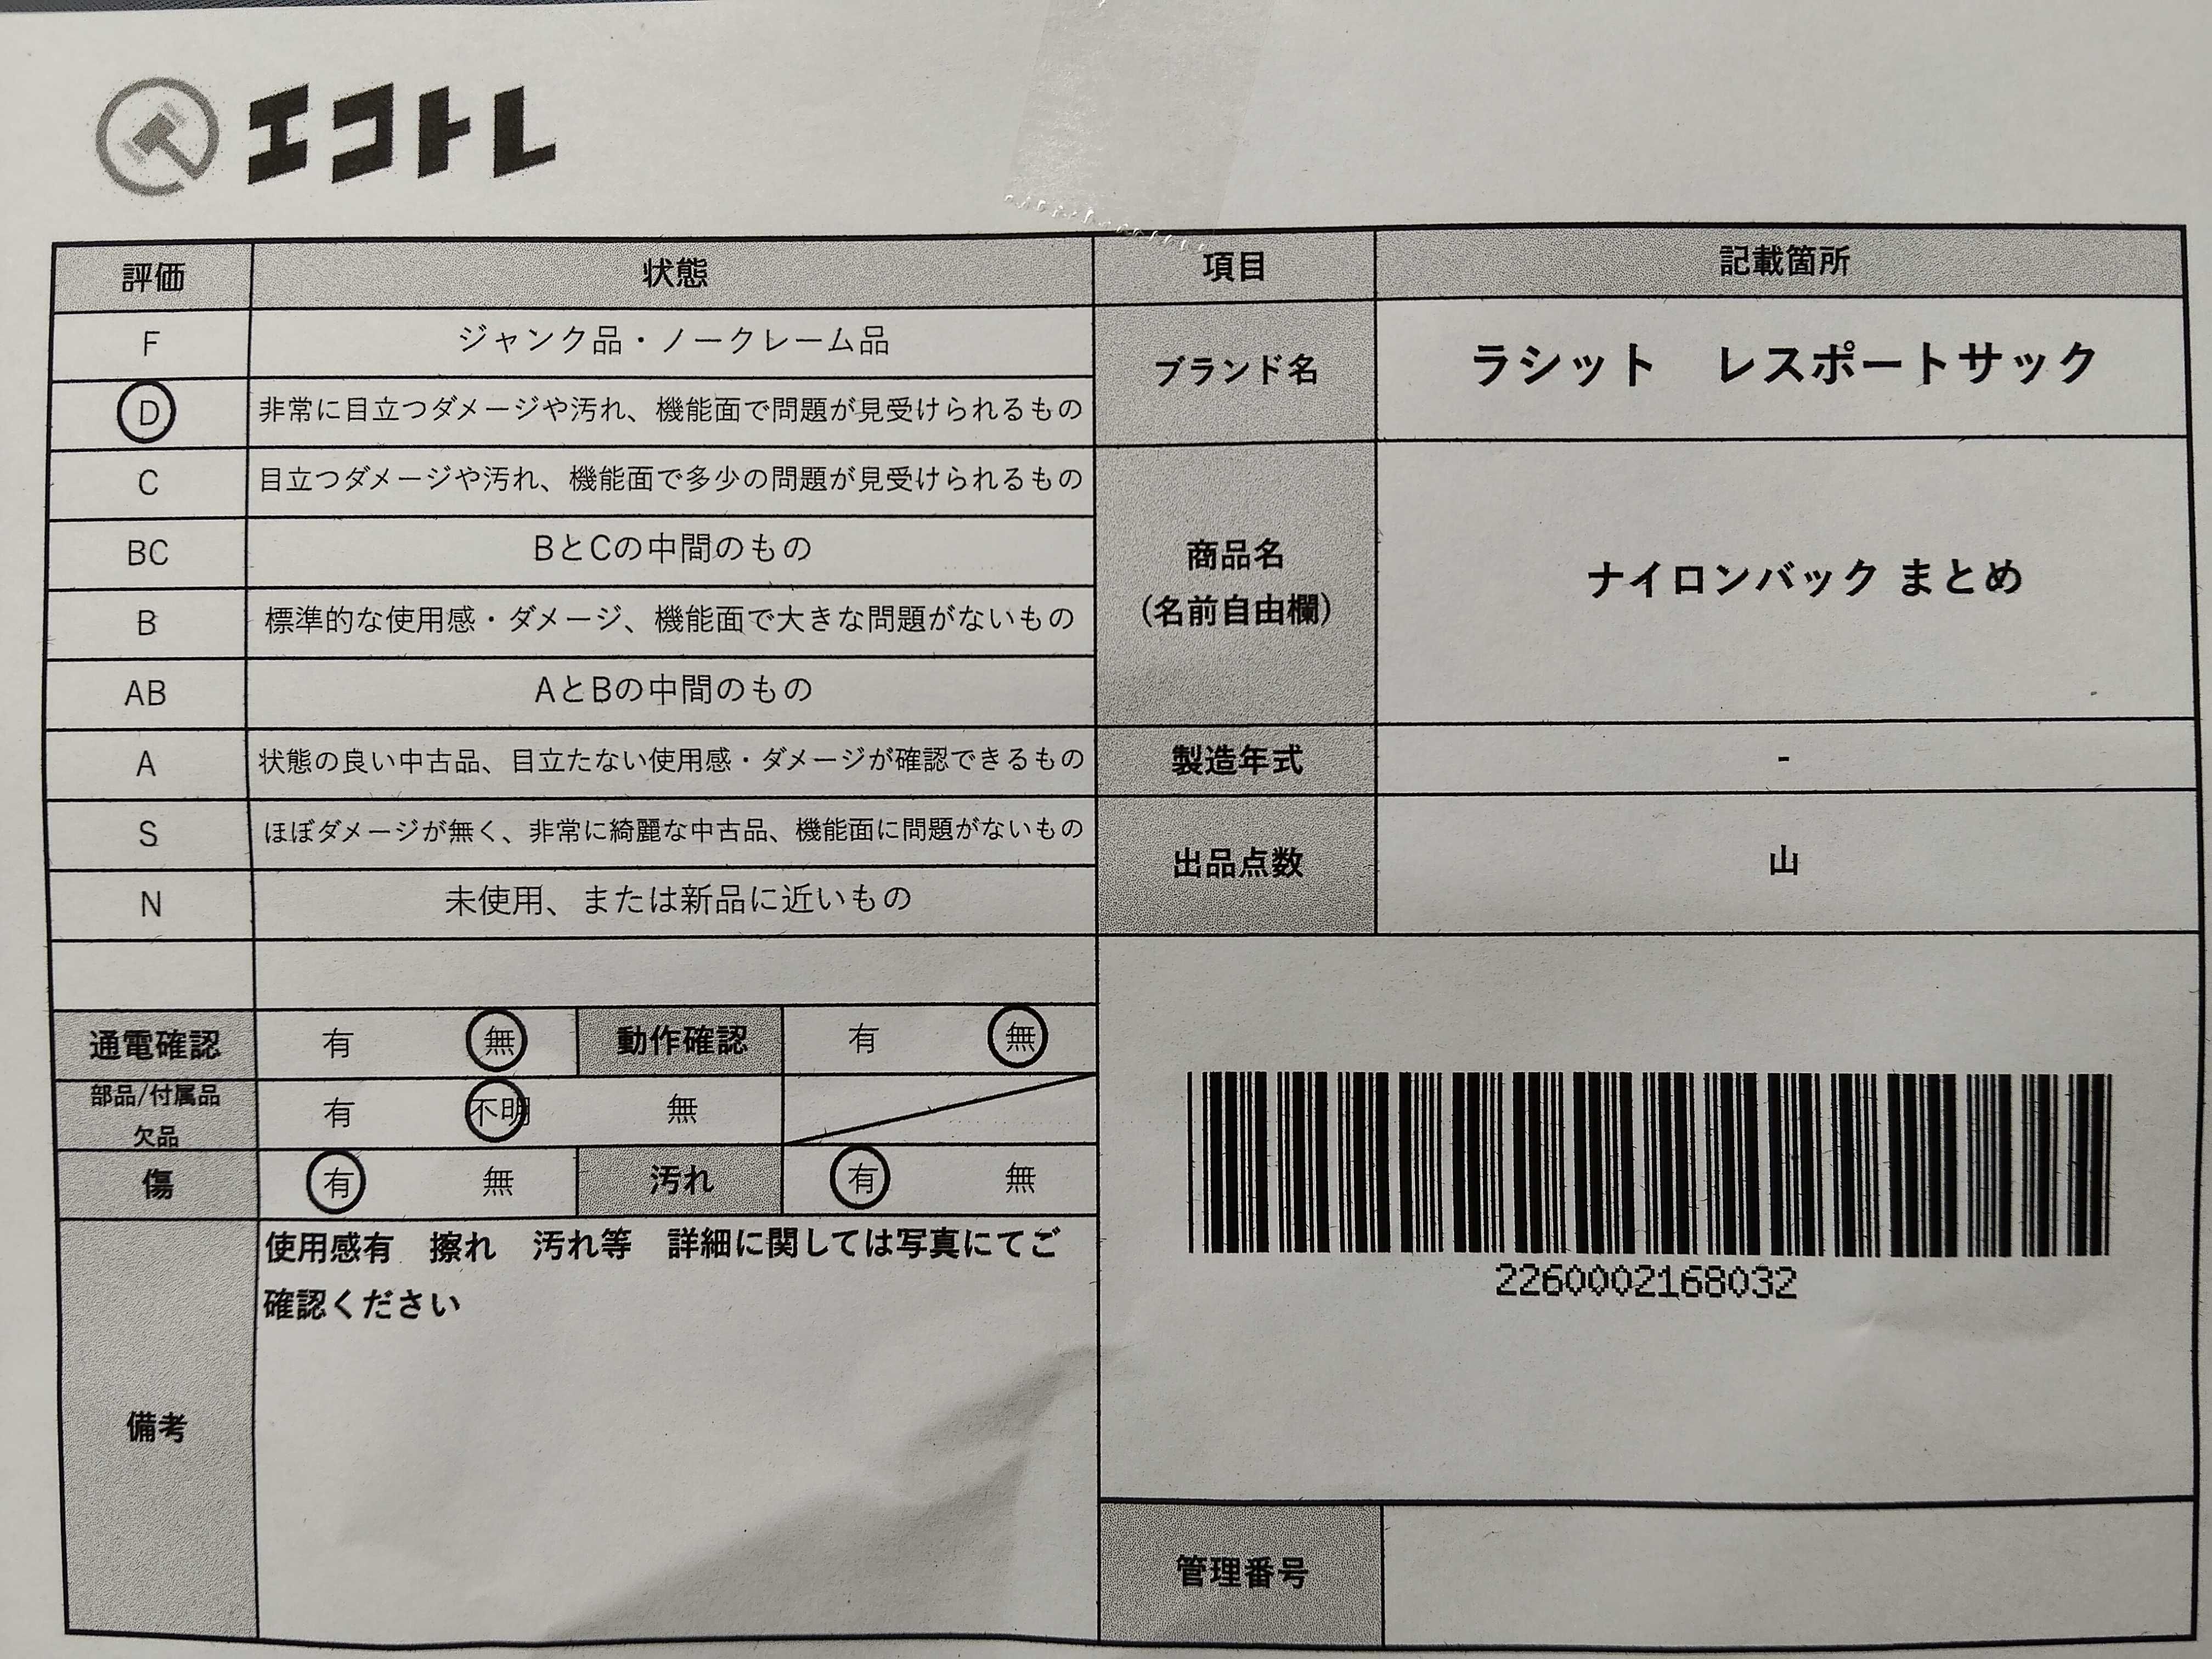 エコトレ
評価 状態 項目 記載箇所
F ジャンク品・ノークレーム品
D 非常に目立つダメージや汚れ、機能面で問題が見受けられるもの
ブランド名 ラシット　レスポートサック
C 目立つダメージや汚れ、機能面で多少の問題が見受けられるもの
BC BとCの中間のもの
B 標準的な使用感・ダメージ、機能面で大きな問題がないもの
商品名
(名前自由欄)
ナイロンバック まとめ
AB AとBの中間のもの
A 状態の良い中古品、目立たない使用感・ダメージが確認できるもの
製造年式 -
S ほぼダメージが無く、非常に綺麗な中古品、機能面に問題がないもの
出品点数 山
N 未使用、または新品に近いもの
通電確認 有 無 動作確認 有 無
部品/付属品
欠品
有 不明 無
傷 有 無 汚れ 有 無
備考
使用感有　擦れ　汚れ等　詳細に関しては写真にてご
確認ください
2260002168032
管理番号